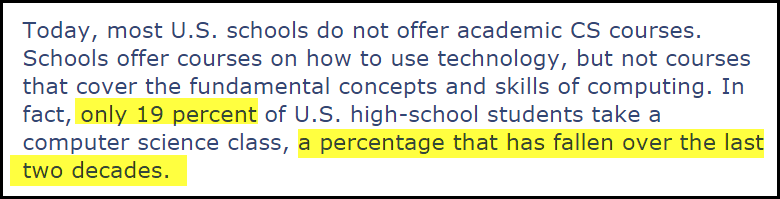 Today, most U.S. schools do not offer academic CS courses.
Schools offer courses on how to use technology, but not courses
that cover the fundamental concepts and skills of computing. In
fact, only 19 percent of U.S. high-school students take a
computer science class, a percentage that has fallen over the last
two decades.